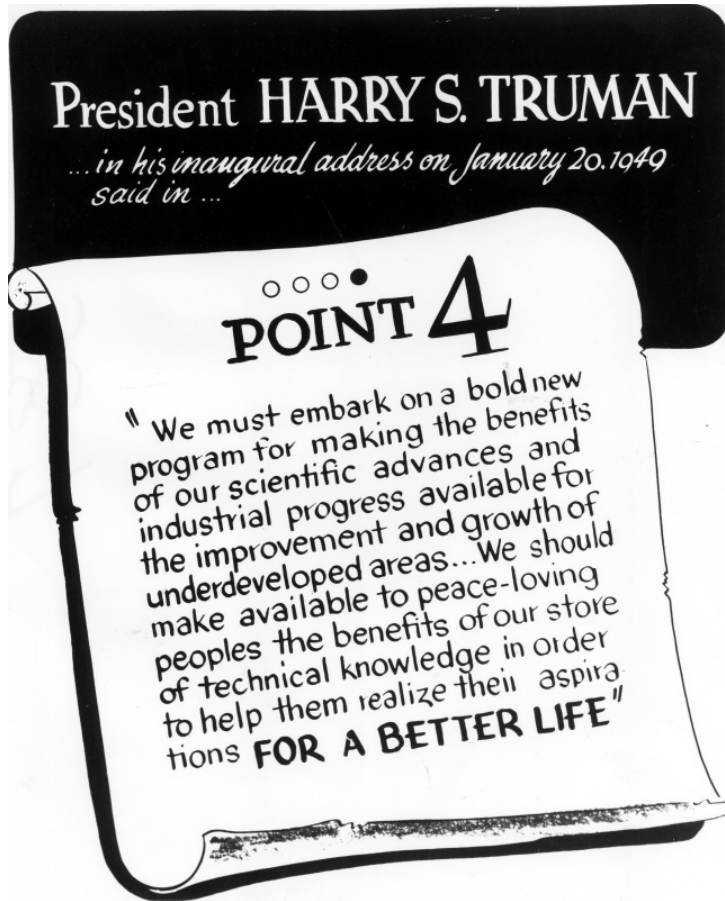 President HARRY S. TRUMAN
...in his inaugural address on January 20.1949
said in...
POINT 4
"We must embark on a bold new
program for making the benefits
of our scientific advances and
industrial progress available for
the improvement and growth of
underdeveloped areas...We should
make available to peace-loving
peoples the benefits of our store
of technical knowledge in order
to help them realize their aspira-
tions FOR A BETTER LIFE"